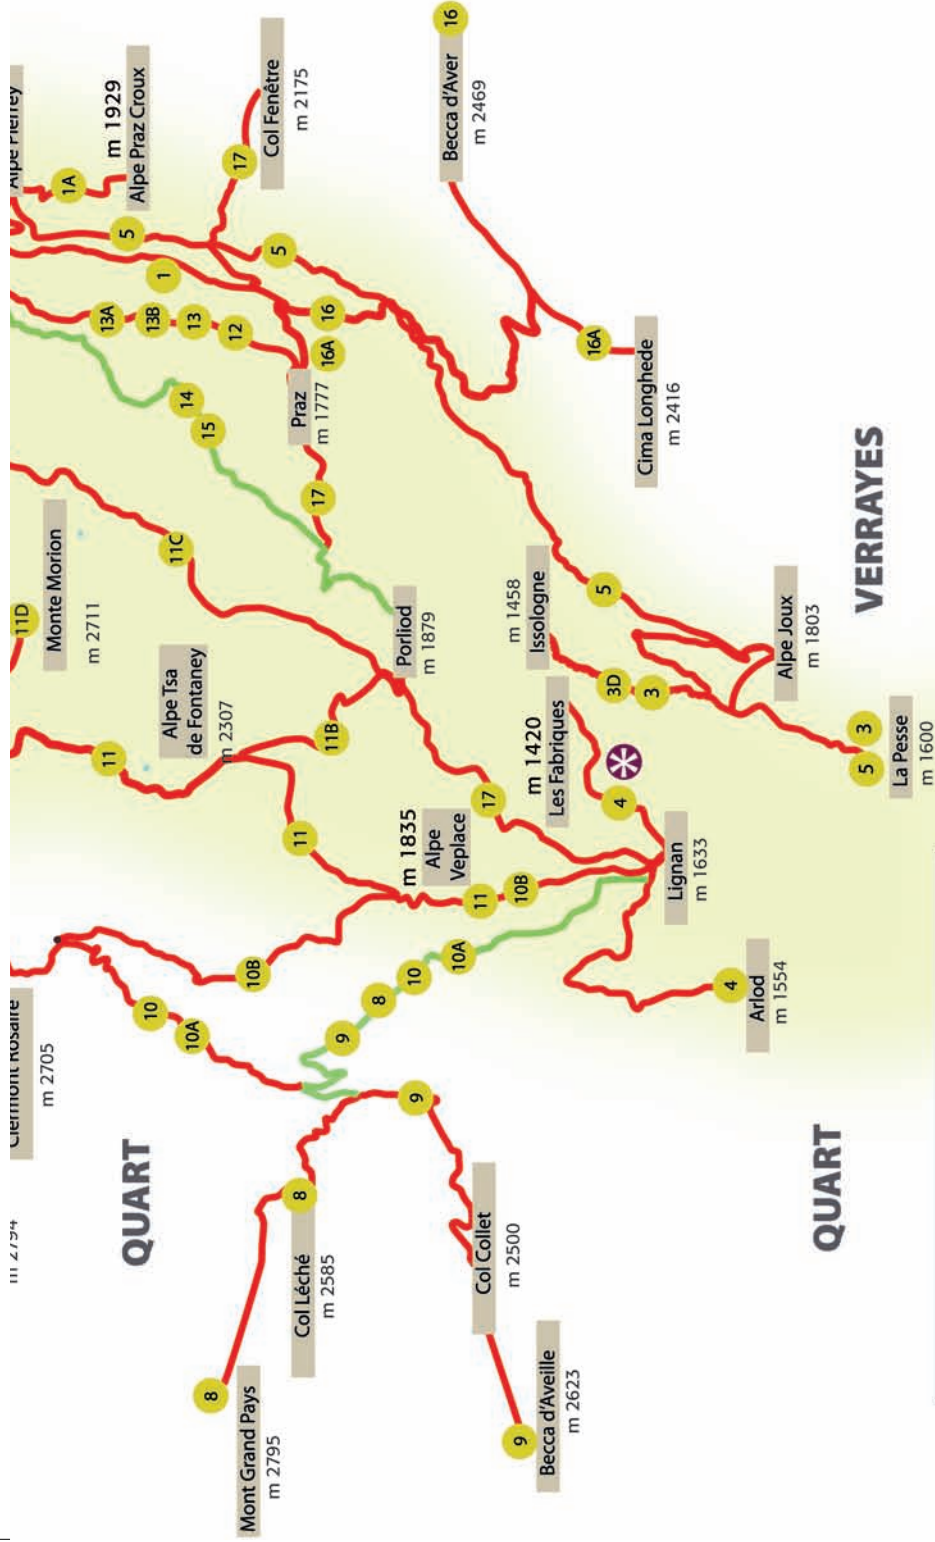 m 2794
Clermont Rosaire
m 2705
11D
Monte Morion
m 2711
Alpe Pierrey
1A
m 1929
Alpe Praz Croux
QUART
10
10A
11
Alpe Tsa
de Fontaney
m 2307
11C
14
15
13A
13B
13
12
1
5
17
Col Fenêtre
m 2175
8
Mont Grand Pays
m 2795
8
Col Léché
m 2585
10B
11
11B
17
Praz
m 1777
16A
16
5
9
8
10
10A
9
m 1835
Alpe
Veplace
Porliod
m 1879
16
Becca d'Aver
m 2469
Col Collet
m 2500
11
10B
17
9
Becca d'Aveille
m 2623
m 1420
Les Fabriques
m 1458
Issologne
4
3D
3
5
16A
Cima Longhede
m 2416
Lignan
m 1633
4
Arlod
m 1554
Alpe Joux
m 1803
QUART
5
3
La Pesse
m 1600
VERRAYES